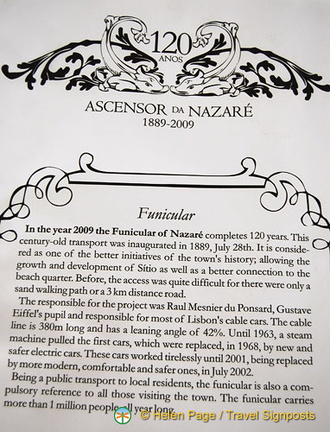 120
ANOS
ASCENSOR DA NAZARÉ
1889-2009
Funicular
In the year 2009 the Funicular of Nazaré completes 120 years. This
century-old transport was inaugurated in 1889, July 28th. It is conside-
red as one of the better initiatives of the town's history; allowing the
growth and development of Sítio as well as a better connection to the
beach quarter. Before, the access was quite difficult for there were only a
sand walking path or a 3 km distance road.
The responsible for the project was Raul Mesnier du Ponsard, Gustave
Eiffel's pupil and responsible for most of Lisbon's cable cars. The cable
line is 380m long and has a leaning angle of 42%. Until 1963, a steam
machine pulled the first cars, which were replaced, in 1968, by new and
safer electric cars. These cars worked tirelessly until 2001, being replaced
by more modern, comfortable and safer ones, in July 2002.
Being a public transport to local residents, the funicular is also a com-
pulsory reference to all those visiting the town. The funicular carries
more than 1 million people all year long.
© Helen Page / Travel Signposts